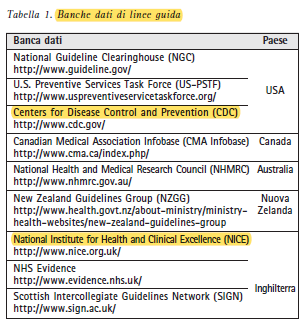 Tabella 1. Banche dati di linee guida
Banca dati Paese
National Guideline Clearinghouse (NGC)
http://www.guideline.gov/
U.S. Preventive Services Task Force (US-PSTF)
http://www.uspreventiveservicetaskforce.org/
USA
Centers for Disease Control and Prevention (CDC)
http://www.cdc.gov/
Canadian Medical Association Infobase (CMA Infobase) Canada
http://www.cma.ca/index.php/
National Health and Medical Research Council (NHMRC) Australia
http://www.nhmrc.gov.au/
New Zealand Guidelines Group (NZGG) Nuova
http://www.health.govt.nz/about-ministry/ministry- Zelanda
health-websites/new-zealand-guidelines-group
National Institute for Health and Clinical Excellence (NICE)
http://www.nice.org.uk/
NHS Evidence
http://www.evidence.nhs.uk/
Inghilterra
Scottish Intercollegiate Guidelines Network (SIGN)
http://www.sign.ac.uk/